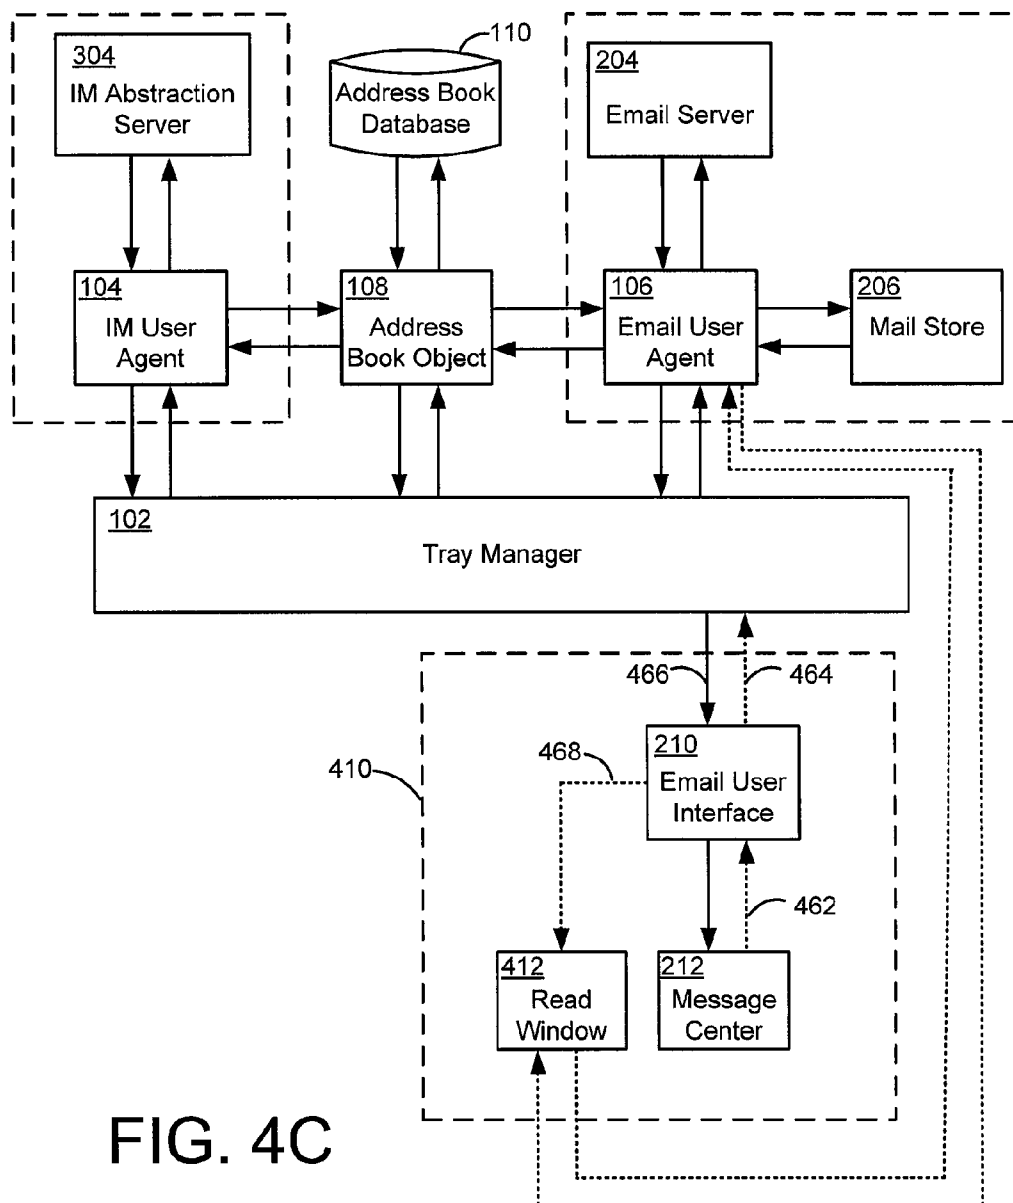 304
IM Abstraction
Server
110
Address Book
Database
204
Email Server
104
IM User
Agent
108
Address
Book Object
106
Email User
Agent
206
Mail Store
102
Tray Manager
466
464
410
468
210
Email User
Interface
462
412
Read
Window
212
Message
Center
FIG. 4C